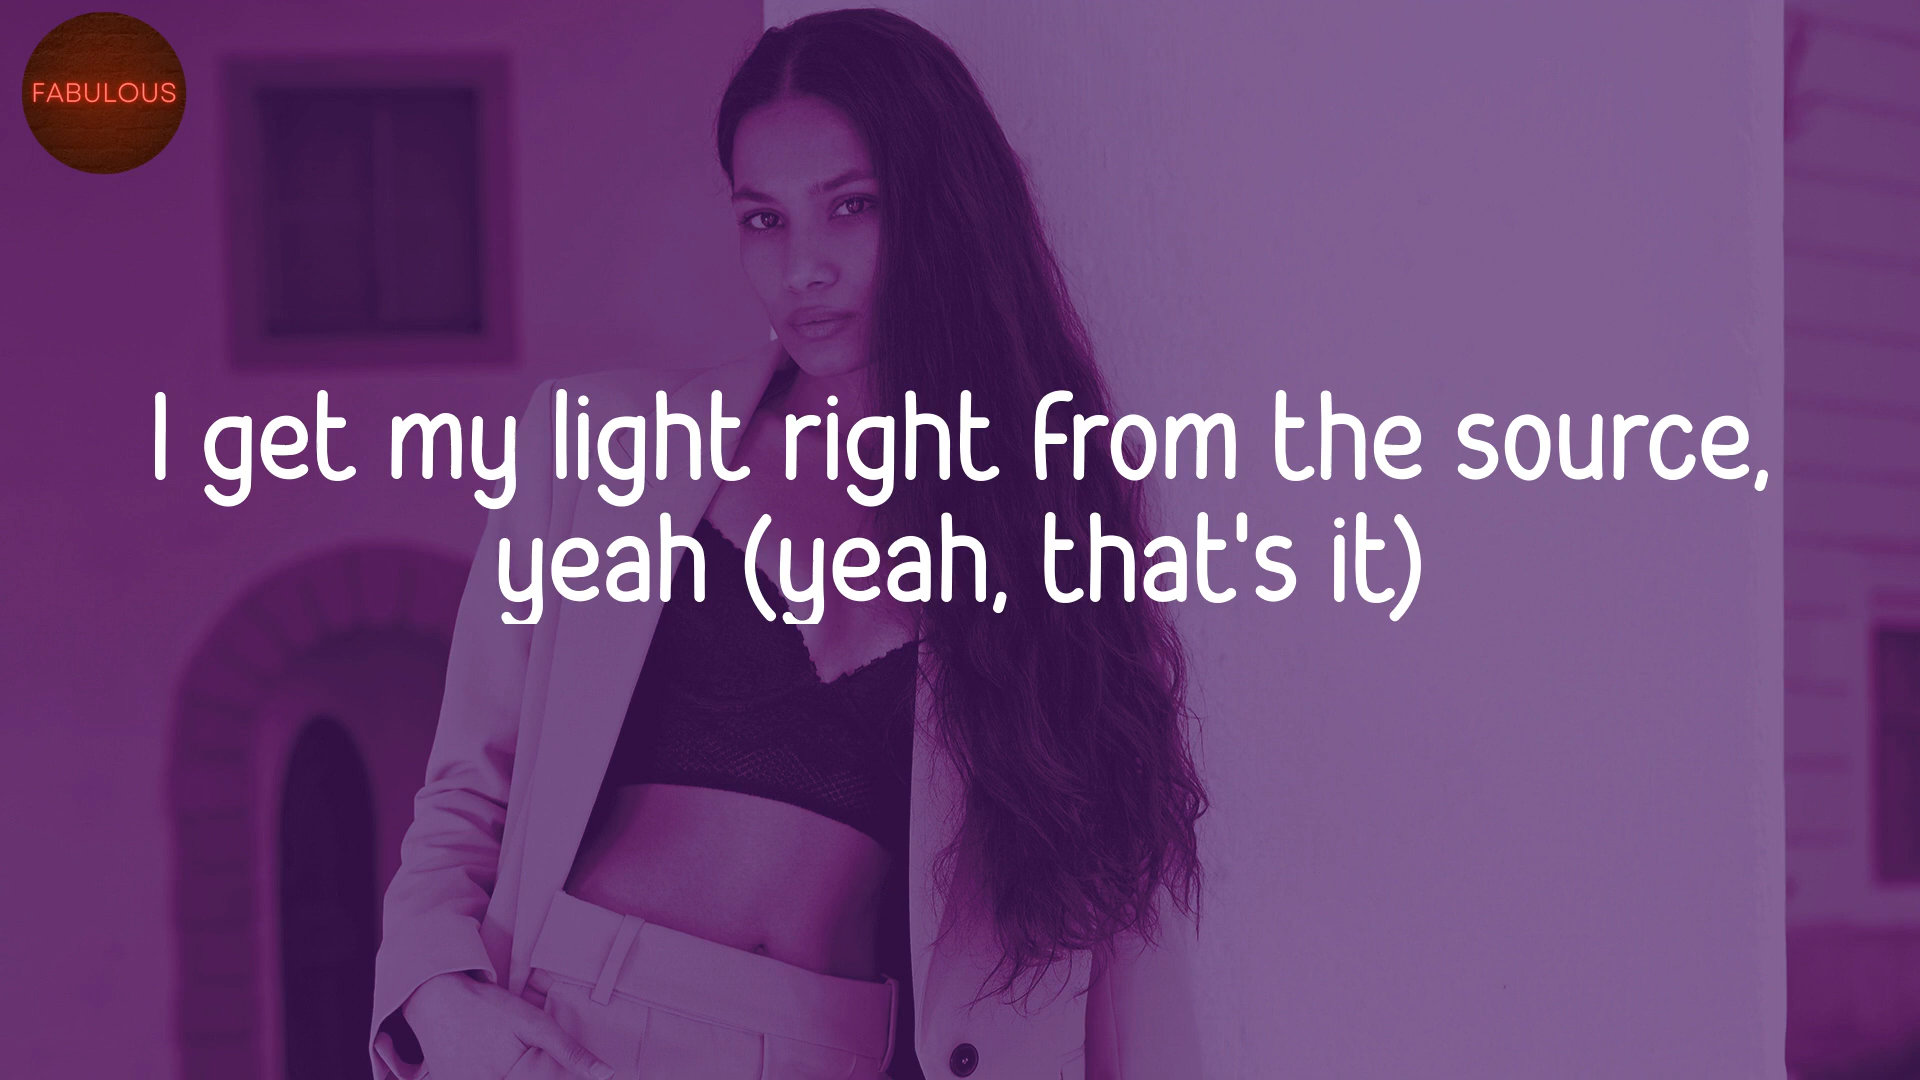 FABULOUS
I get my light right from the source,
yeah (yeah, that's it)